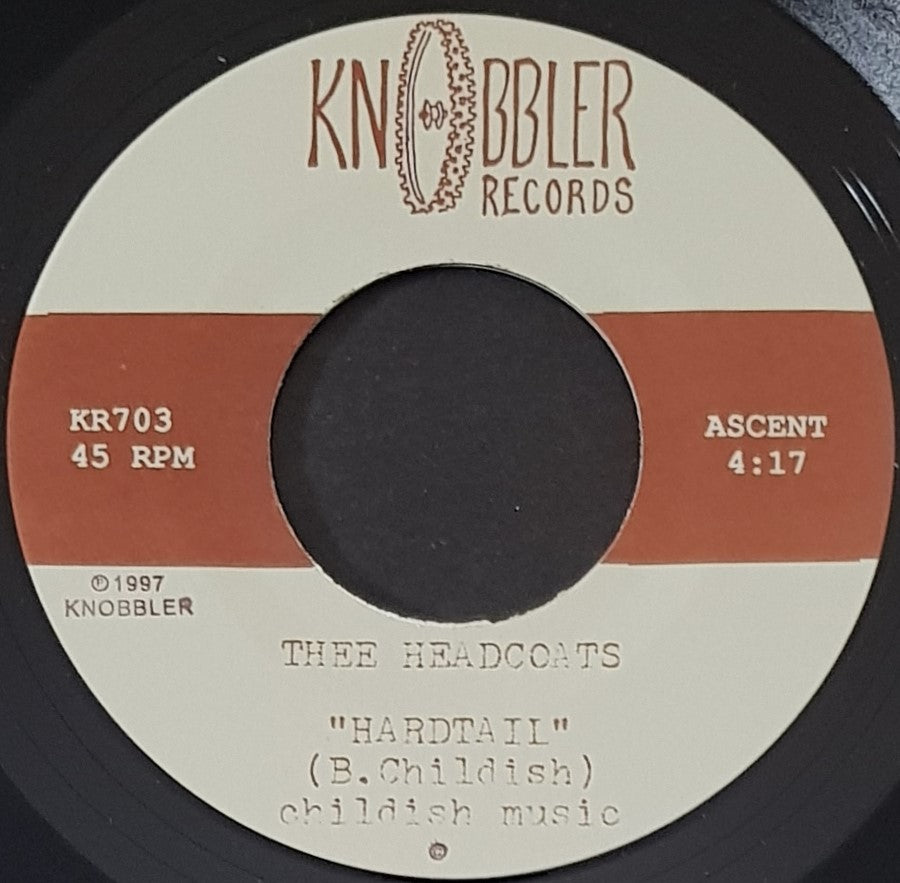 KNOBBLER
RECORDS
KR703
45 RPM
ASCENT
4:17
℗1997
KNOBBLER
THEE HEADCOATS
"HARDTAIL"
(B.Childish)
childish music
©